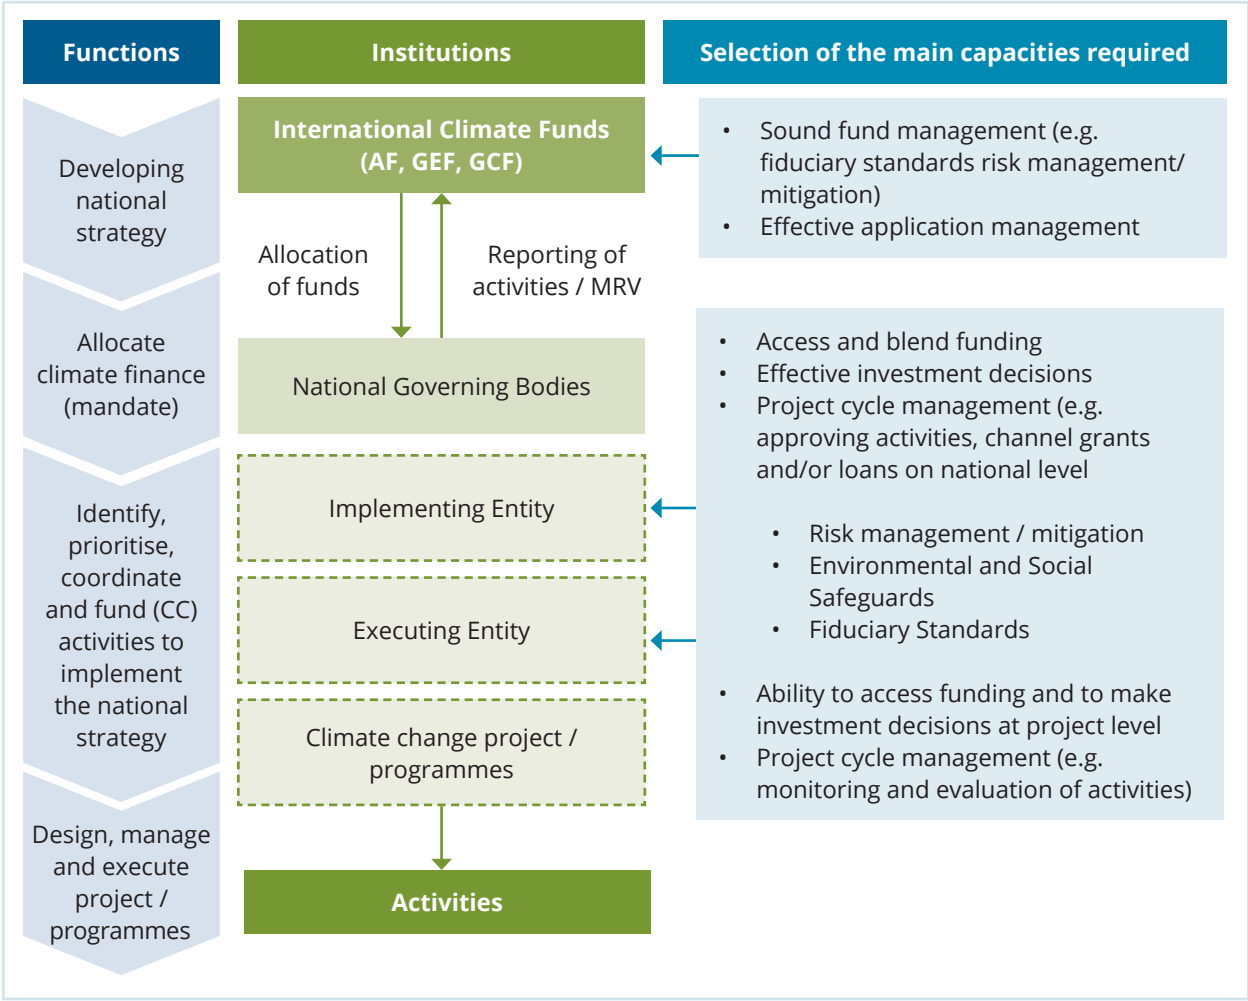 Functions
Developing
national
strategy
Allocate
climate finance
(mandate)
Identify,
prioritise,
coordinate
and fund (CC)
activities to
implement
the national
strategy
Design, manage
and execute
project /
programmes
Institutions
International Climate Funds
(AF, GEF, GCF)
Allocation
of funds
Reporting of
activities / MRV
National Governing Bodies
Implementing Entity
Executing Entity
Climate change project /
programmes
Activities
Selection of the main capacities required
• Sound fund management (e.g.
fiduciary standards risk management/
mitigation)
• Effective application management
• Access and blend funding
• Effective investment decisions
• Project cycle management (e.g.
approving activities, channel grants
and/or loans on national level
• Risk management / mitigation
• Environmental and Social
Safeguards
• Fiduciary Standards
• Ability to access funding and to make
investment decisions at project level
• Project cycle management (e.g.
monitoring and evaluation of activities)